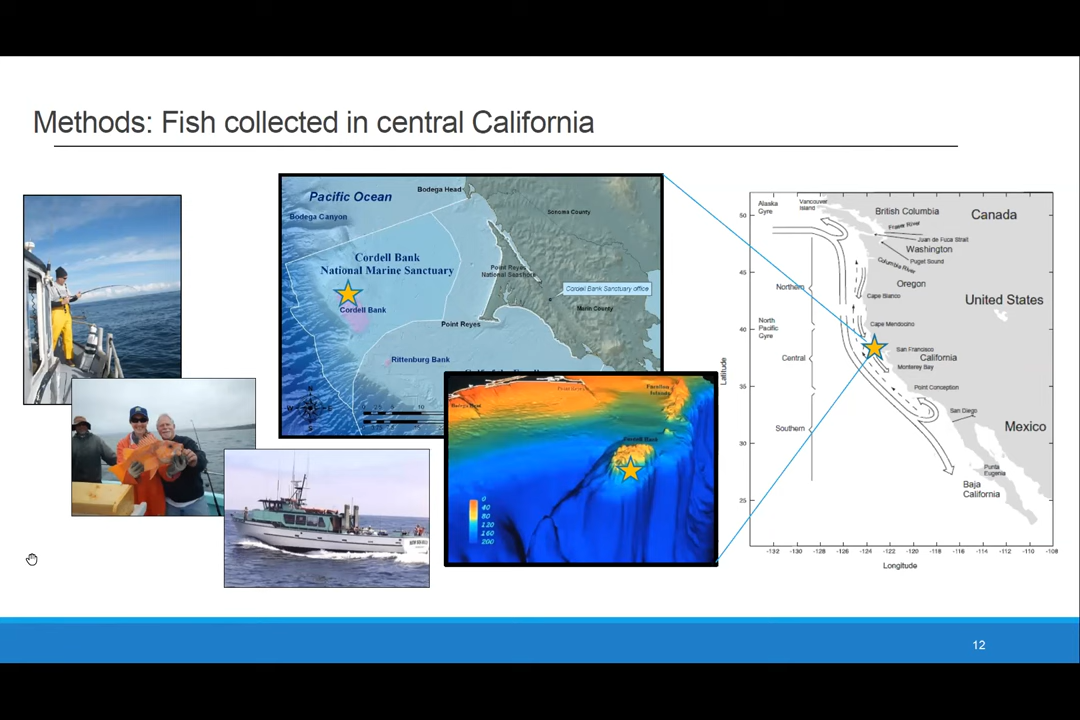 Methods: Fish collected in central California
Pacific Ocean
Bodega Head
Bodega Canyon
Sonoma County
Cordell Bank
National Marine Sanctuary
Point Reyes
National Seashore
Cordell Bank Sanctuary office
Cordell Bank
Marin County
Point Reyes
Rittenburg Bank
10
Farallon
Islands
Bodega Head
Cordell Bank
0
40
80
120
160
200
Alaska
Gyre
Vancouver
Island
British Columbia
Canada
Fraser River
Juan de Fuca Strait
Washington
Puget Sound
Columbia River
Oregon
Northern
Cape Blanco
United States
North
Pacific
Gyre
Cape Mendocino
San Francisco
California
Central
Monterey Bay
Point Conception
San Diego
Southern
Mexico
Punta
Eugenia
Baja
California
50
45
40
35
30
25
Latitude
-132 -130 -128 -126 -124 -122 -120 -118 -116 -114 -112 -110 -108
Longitude
12